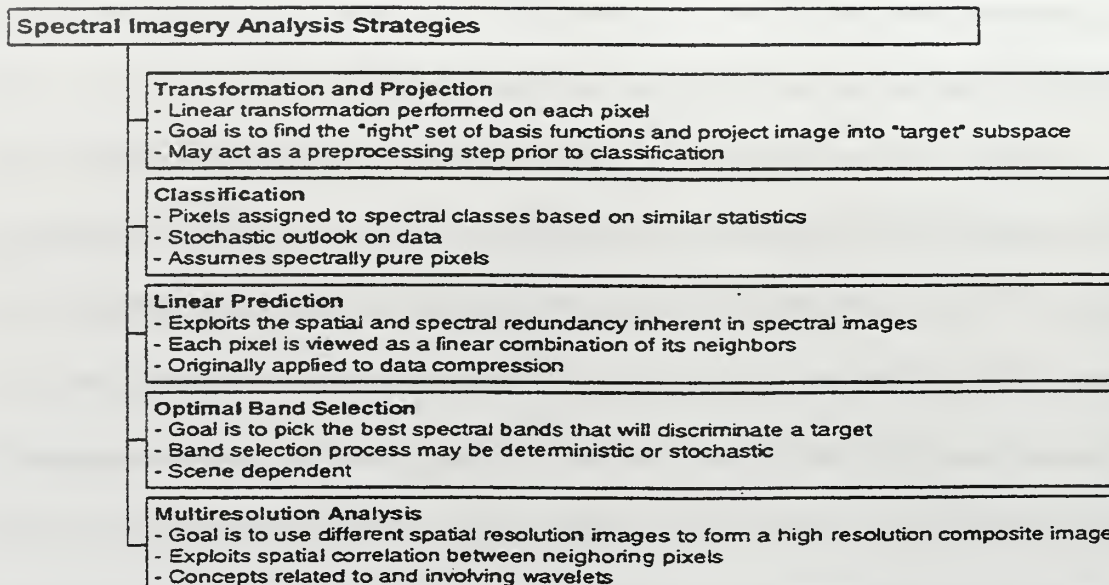 Spectral Imagery Analysis Strategies
Transformation and Projection
- Linear transformation performed on each pixel
- Goal is to find the "right" set of basis functions and project image into "target" subspace
- May act as a preprocessing step prior to classification
Classification
- Pixels assigned to spectral classes based on similar statistics
- Stochastic outlook on data
- Assumes spectrally pure pixels
Linear Prediction
- Exploits the spatial and spectral redundancy inherent in spectral images
- Each pixel is viewed as a linear combination of its neighbors
- Originally applied to data compression
Optimal Band Selection
- Goal is to pick the best spectral bands that will discriminate a target
- Band selection process may be deterministic or stochastic
- Scene dependent
Multiresolution Analysis
- Goal is to use different spatial resolution images to form a high resolution composite image
- Exploits spatial correlation between neighoring pixels
- Concepts related to and involving wavelets